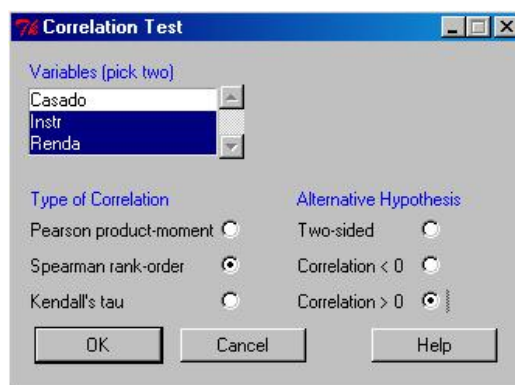 Correlation Test
Variables (pick two)
Casado
Instr
Renda
Type of Correlation
Alternative Hypothesis
Pearson product-moment
Two-sided
Spearman rank-order
Correlation < 0
Kendall's tau
Correlation > 0
OK
Cancel
Help